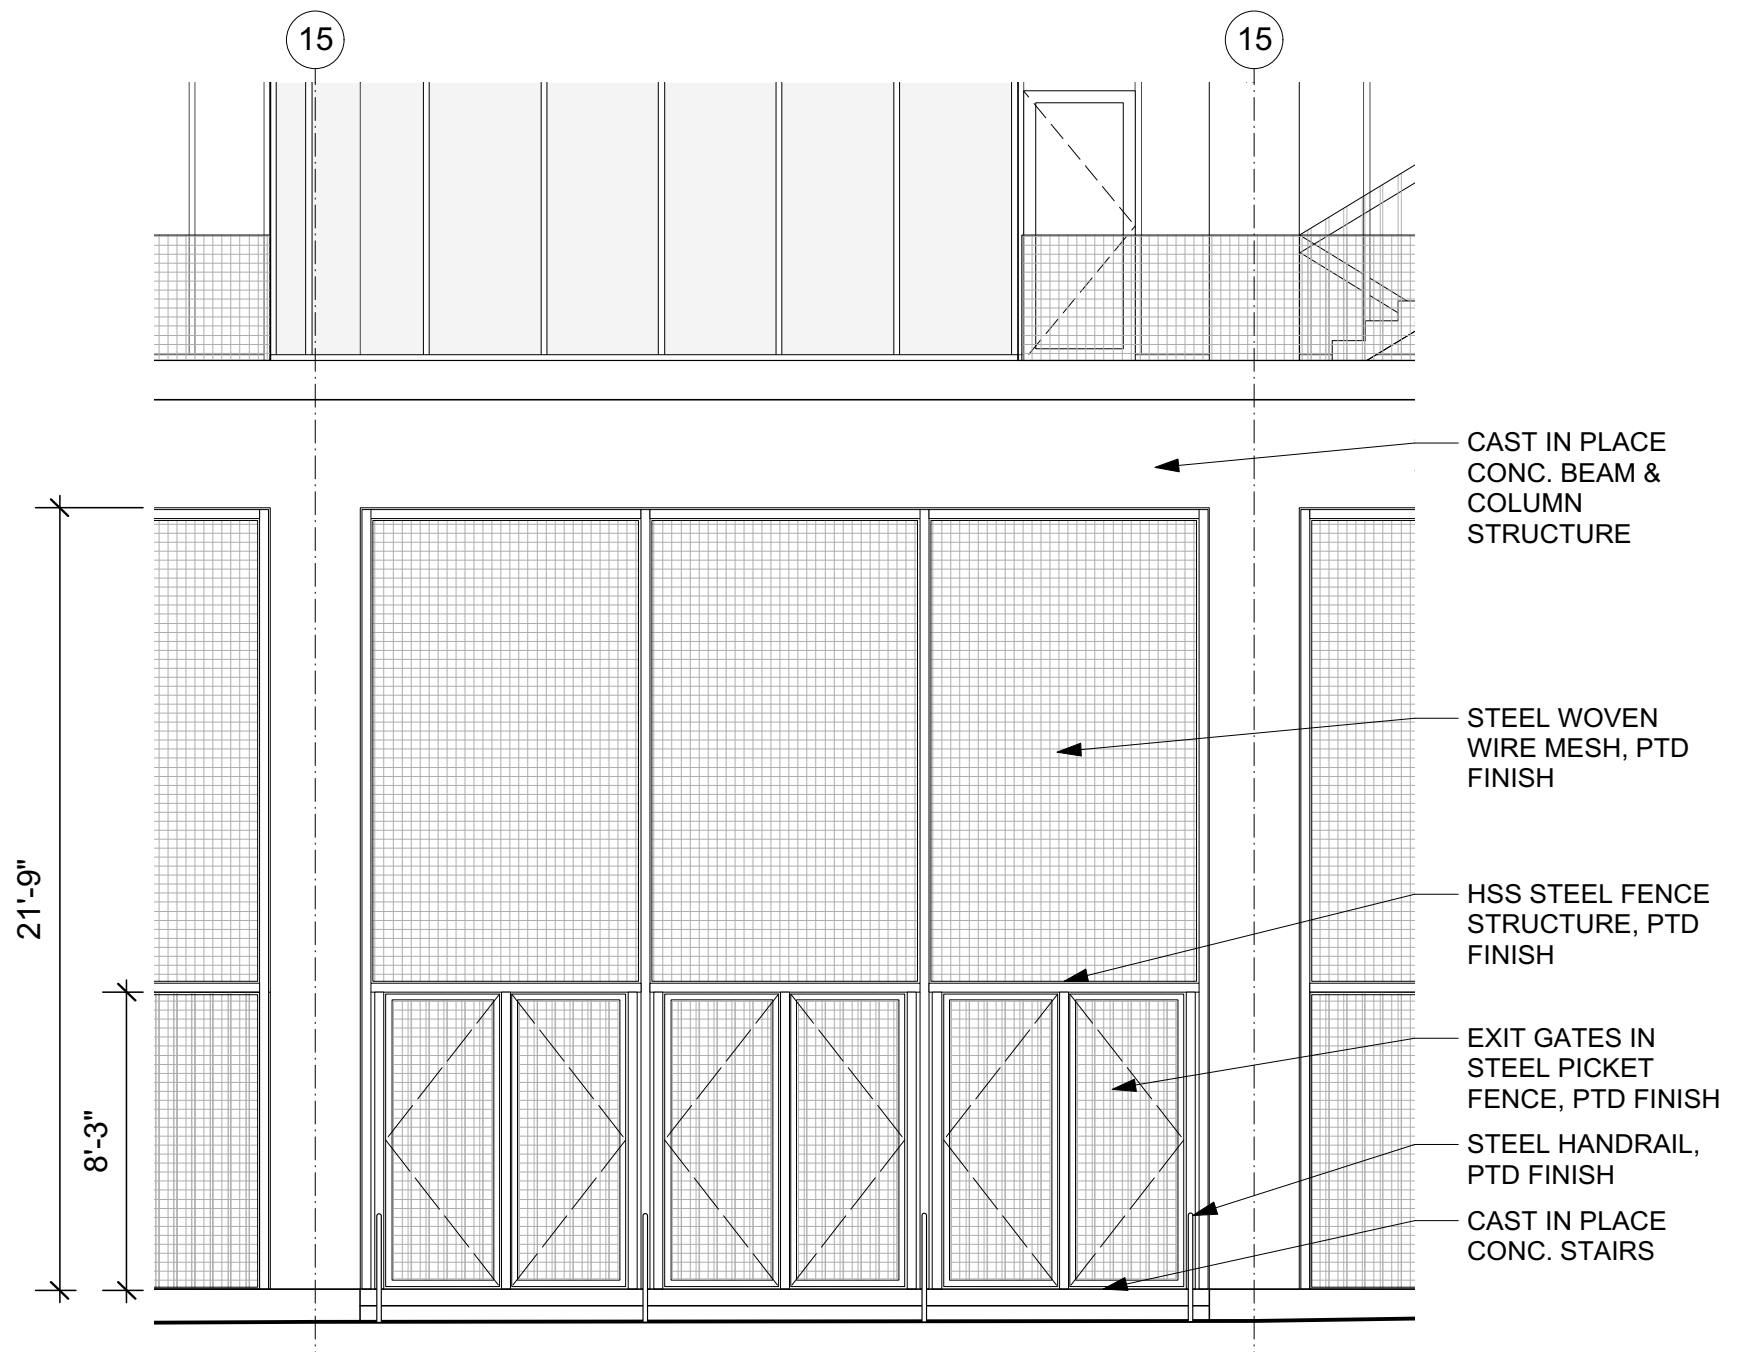 15
15
CAST IN PLACE
CONC. BEAM &
COLUMN
STRUCTURE
STEEL WOVEN
WIRE MESH, PTD
FINISH
21'-9"
HSS STEEL FENCE
STRUCTURE, PTD
FINISH
8'-3"
EXIT GATES IN
STEEL PICKET
FENCE, PTD FINISH
STEEL HANDRAIL,
PTD FINISH
CAST IN PLACE
CONC. STAIRS